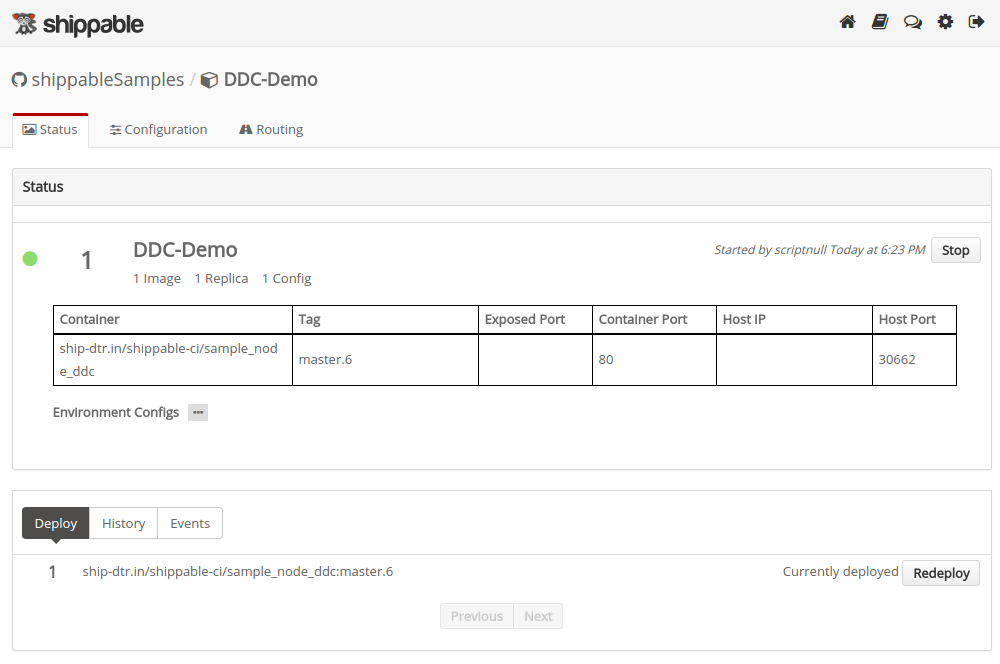 shippable
shippableSamples / DDC-Demo
Status Configuration Routing
Status
1 DDC-Demo Started by scriptnull Today at 6:23 PM Stop
1 Image 1 Replica 1 Config
Container Tag Exposed Port Container Port Host IP Host Port
ship-dtr.in/shippable-ci/sample_nod
e_ddc master.6 80 30662
Environment Configs ...
Deploy History Events
1 ship-dtr.in/shippable-ci/sample_node_ddc:master.6 Currently deployed Redeploy
Previous Next